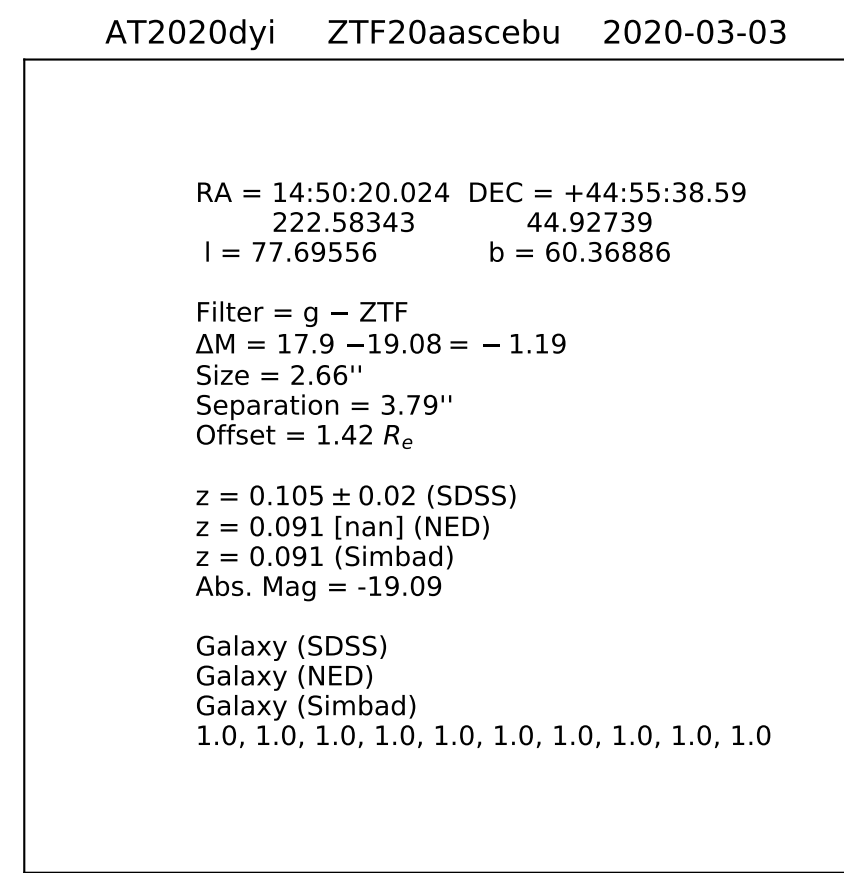 AT2020dyi ZTF20aascebu 2020-03-03
RA = 14:50:20.024 DEC = +44:55:38.59
222.58343 44.92739
l = 77.69556 b = 60.36886
Filter = g − ZTF
ΔM = 17.9 −19.08 = − 1.19
Size = 2.66''
Separation = 3.79''
Offset = 1.42 Rₑ
z = 0.105 ± 0.02 (SDSS)
z = 0.091 [nan] (NED)
z = 0.091 (Simbad)
Abs. Mag = -19.09
Galaxy (SDSS)
Galaxy (NED)
Galaxy (Simbad)
1.0, 1.0, 1.0, 1.0, 1.0, 1.0, 1.0, 1.0, 1.0, 1.0